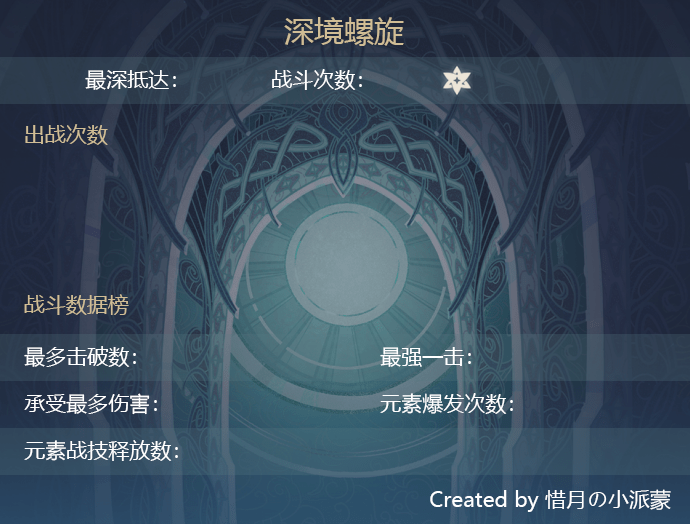 深境螺旋
最深抵达: 战斗次数:
出战次数
战斗数据榜
最多击破数: 最强一击:
承受最多伤害: 元素爆发次数:
元素战技释放数:
Created by 惜月の小派蒙